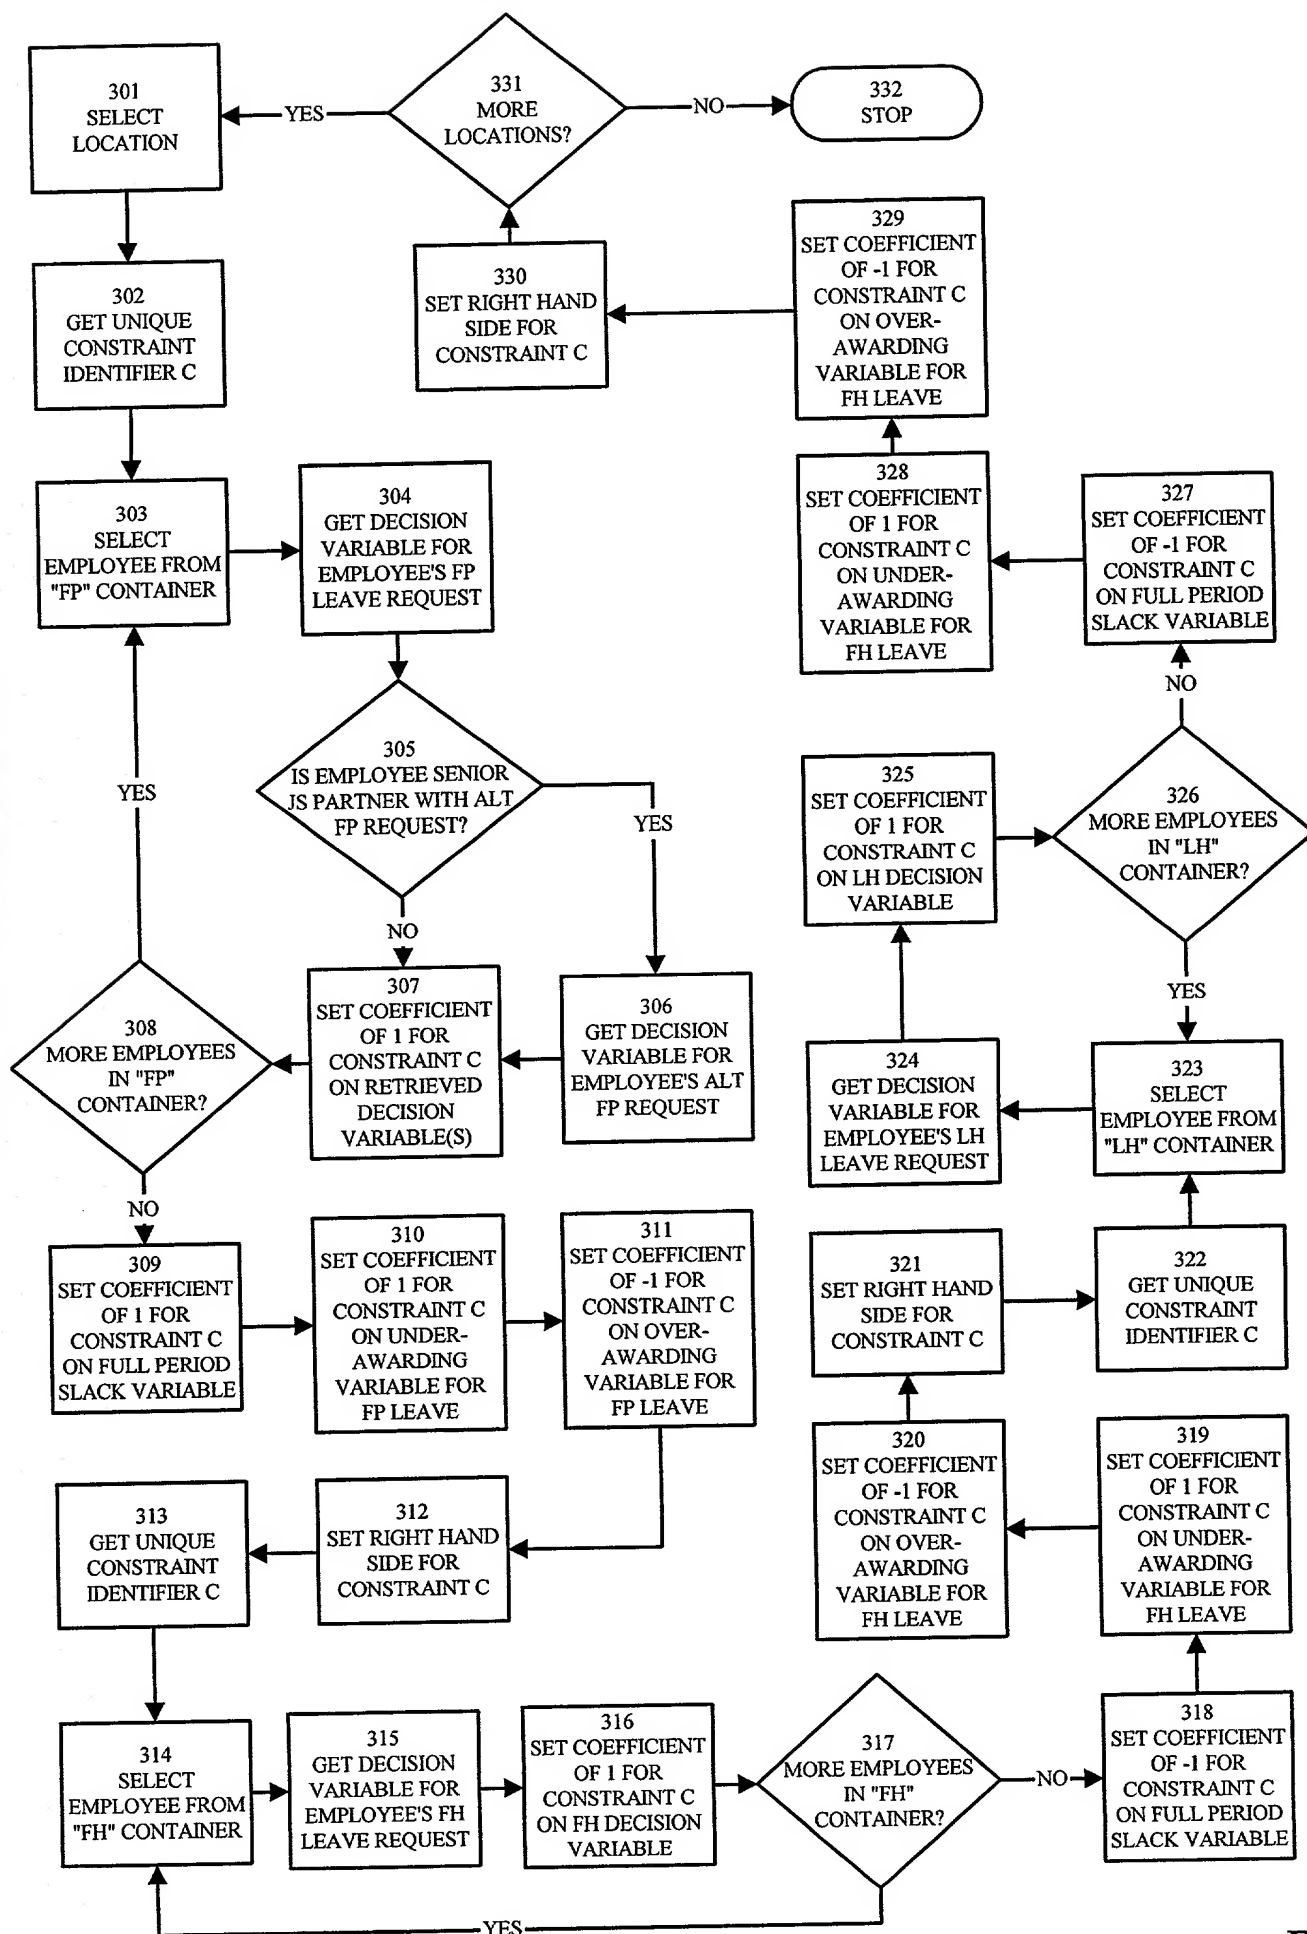 301
SELECT
LOCATION
YES
331
MORE
LOCATIONS?
NO
332
STOP
302
GET UNIQUE
CONSTRAINT
IDENTIFIER C
330
SET RIGHT HAND
SIDE FOR
CONSTRAINT C
329
SET COEFFICIENT
OF -1 FOR
CONSTRAINT C
ON OVER-
AWARDING
VARIABLE FOR
FH LEAVE
303
SELECT
EMPLOYEE FROM
"FP" CONTAINER
304
GET DECISION
VARIABLE FOR
EMPLOYEE'S FP
LEAVE REQUEST
328
SET COEFFICIENT
OF 1 FOR
CONSTRAINT C
ON UNDER-
AWARDING
VARIABLE FOR
FH LEAVE
327
SET COEFFICIENT
OF -1 FOR
CONSTRAINT C
ON FULL PERIOD
SLACK VARIABLE
NO
YES
305
IS EMPLOYEE SENIOR
JS PARTNER WITH ALT
FP REQUEST?
YES
NO
325
SET COEFFICIENT
OF 1 FOR
CONSTRAINT C
ON LH DECISION
VARIABLE
326
MORE EMPLOYEES
IN "LH"
CONTAINER?
YES
308
MORE EMPLOYEES
IN "FP"
CONTAINER?
NO
307
SET COEFFICIENT
OF 1 FOR
CONSTRAINT C
ON RETRIEVED
DECISION
VARIABLE(S)
306
GET DECISION
VARIABLE FOR
EMPLOYEE'S ALT
FP REQUEST
324
GET DECISION
VARIABLE FOR
EMPLOYEE'S LH
LEAVE REQUEST
323
SELECT
EMPLOYEE FROM
"LH" CONTAINER
309
SET COEFFICIENT
OF 1 FOR
CONSTRAINT C
ON FULL PERIOD
SLACK VARIABLE
310
SET COEFFICIENT
OF 1 FOR
CONSTRAINT C
ON UNDER-
AWARDING
VARIABLE FOR
FP LEAVE
311
SET COEFFICIENT
OF -1 FOR
CONSTRAINT C
ON OVER-
AWARDING
VARIABLE FOR
FP LEAVE
321
SET RIGHT HAND
SIDE FOR
CONSTRAINT C
322
GET UNIQUE
CONSTRAINT
IDENTIFIER C
313
GET UNIQUE
CONSTRAINT
IDENTIFIER C
312
SET RIGHT HAND
SIDE FOR
CONSTRAINT C
320
SET COEFFICIENT
OF -1 FOR
CONSTRAINT C
ON OVER-
AWARDING
VARIABLE FOR
FH LEAVE
319
SET COEFFICIENT
OF 1 FOR
CONSTRAINT C
ON UNDER-
AWARDING
VARIABLE FOR
FH LEAVE
314
SELECT
EMPLOYEE FROM
"FH" CONTAINER
315
GET DECISION
VARIABLE FOR
EMPLOYEE'S FH
LEAVE REQUEST
316
SET COEFFICIENT
OF 1 FOR
CONSTRAINT C
ON FH DECISION
VARIABLE
317
MORE EMPLOYEES
IN "FH"
CONTAINER?
NO
318
SET COEFFICIENT
OF -1 FOR
CONSTRAINT C
ON FULL PERIOD
SLACK VARIABLE
YES